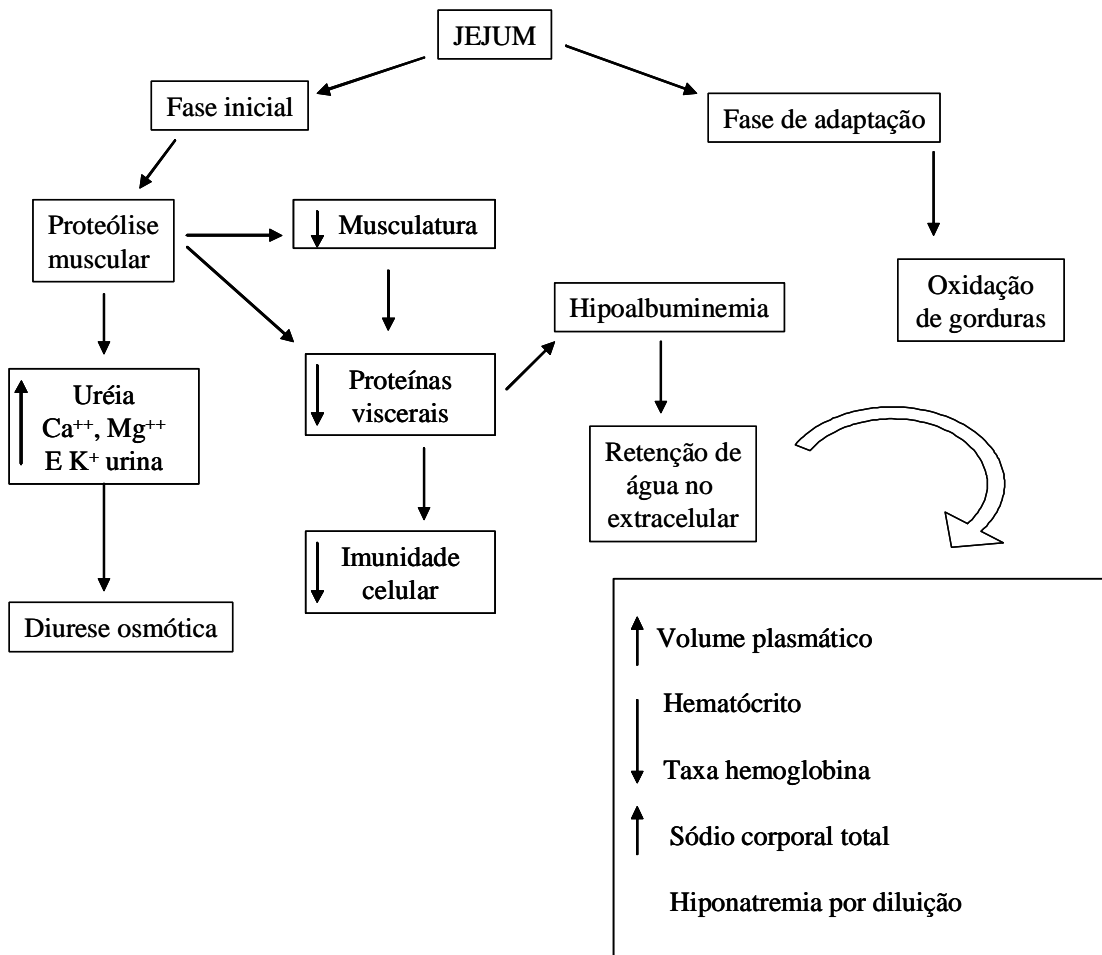 JEJUM
Fase inicial
Fase de adaptação
Proteólise
muscular
Musculatura
Hipoalbuminemia
Oxidação
de gorduras
Uréia
Ca⁺⁺, Mg⁺⁺
E K⁺ urina
Proteínas
viscerais
Retenção de
água no
extracelular
Imunidade
celular
Diurese osmótica
Volume plasmático
Hematócrito
Taxa hemoglobina
Sódio corporal total
Hiponatremia por diluição